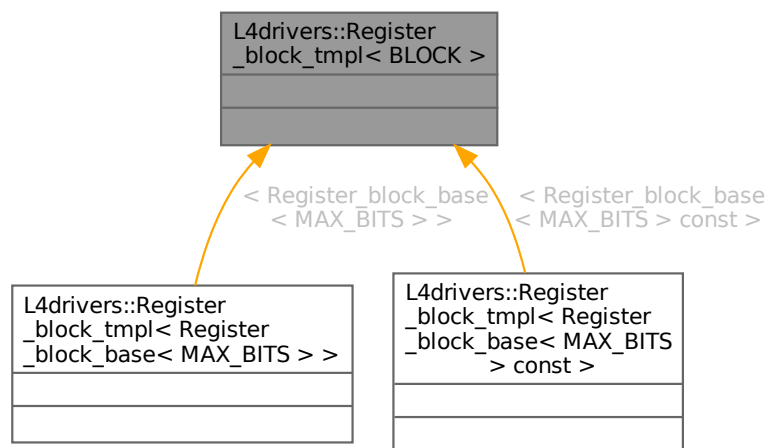 L4drivers::Register
_block_tmpl< BLOCK >
< Register_block_base
< MAX_BITS > >
< Register_block_base
< MAX_BITS > const >
L4drivers::Register
_block_tmpl< Register
_block_base< MAX_BITS > >
L4drivers::Register
_block_tmpl< Register
_block_base< MAX_BITS
> const >